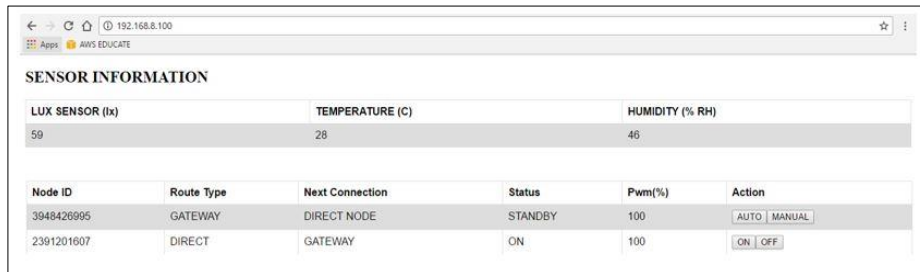 192.168.8.100
Apps AWS EDUCATE
SENSOR INFORMATION
LUX SENSOR (lx) TEMPERATURE (C) HUMIDITY (% RH)
59 28 46
Node ID Route Type Next Connection Status Pwm(%) Action
3948426995 GATEWAY DIRECT NODE STANDBY 100 AUTO MANUAL
2391201607 DIRECT GATEWAY ON 100 ON OFF